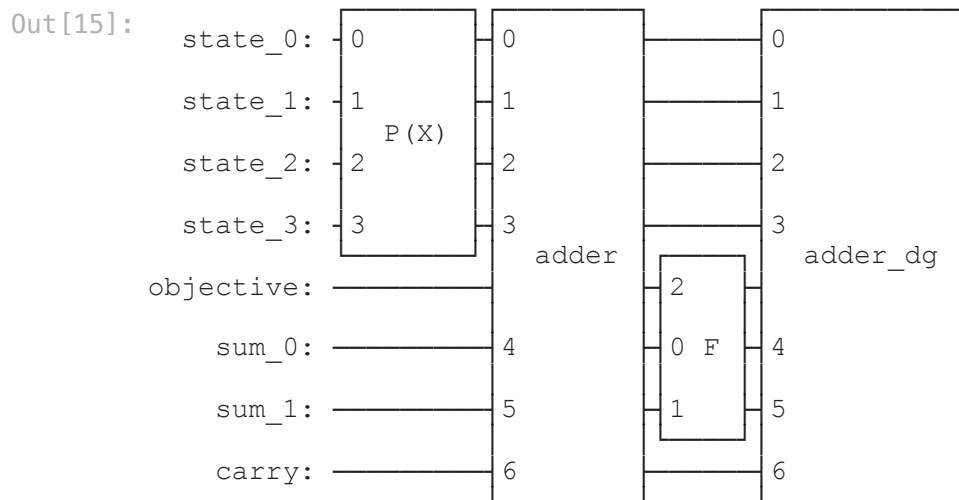 Out[15]:
state_0: 0 0 0
state_1: 1 1 1
P(X)
state_2: 2 2 2
state_3: 3 3 3
adder adder_dg
objective: 2
sum_0: 4 0 F 4
sum_1: 5 1 5
carry: 6 6